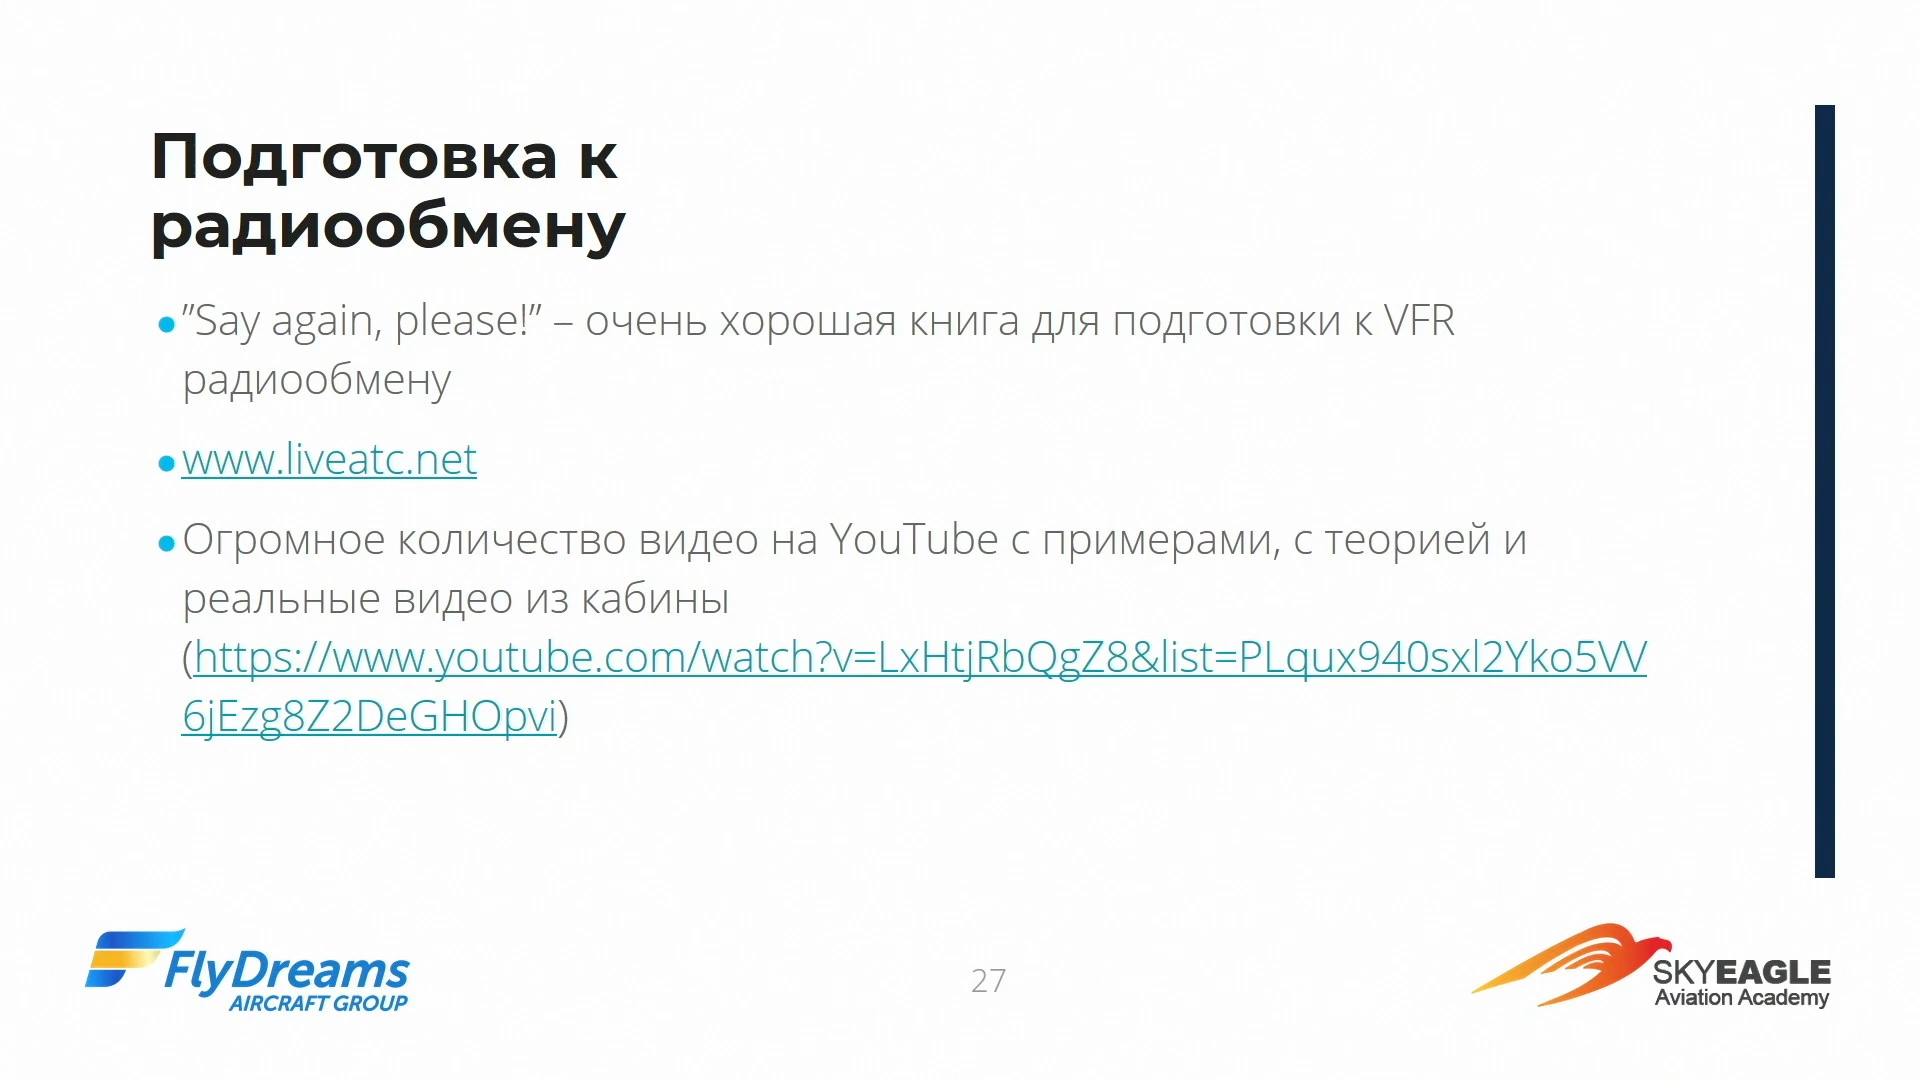 Подготовка к
радиообмену
”Say again, please!” – очень хорошая книга для подготовки к VFR
радиообмену
www.liveatc.net
Огромное количество видео на YouTube с примерами, с теорией и
реальные видео из кабины
(https://www.youtube.com/watch?v=LxHtjRbQgZ8&list=PLqux940sxl2Yko5VV
6jEzg8Z2DeGHOpvi)
FlyDreams
AIRCRAFT GROUP
27
SKYEAGLE
Aviation Academy